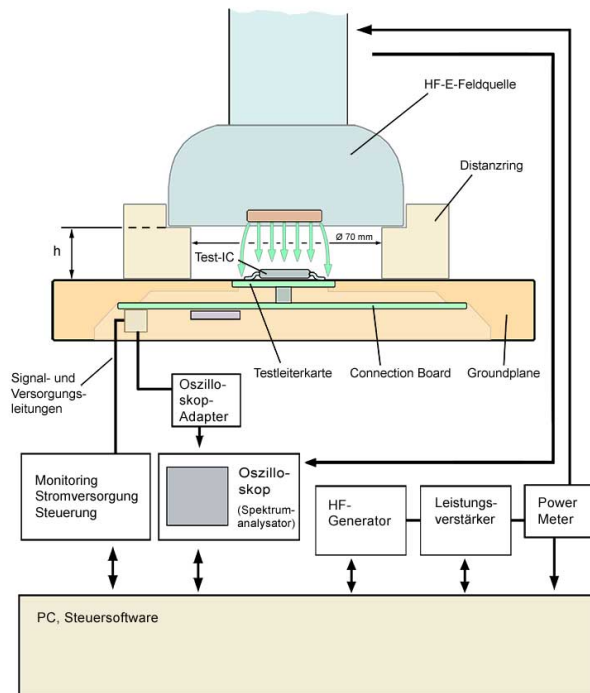 HF-E-Feldquelle
Distanzring
h
Ø 70 mm
Test-IC
Signal- und
Versorgungs-
leitungen
Oszillo-
skop-
Adapter
Testleiterkarte
Connection Board
Groundplane
Monitoring
Stromversorgung
Steuerung
Oszillo-
skop
(Spektrum-
analysator)
HF-
Generator
Leistungs-
verstärker
Power
Meter
PC, Steuersoftware